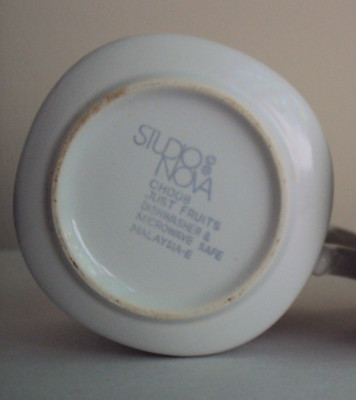 STUDIO
NOVA
CH008
JUST FRUITS
DISHWASHER &
MICROWAVE SAFE
MALAYSIA-E